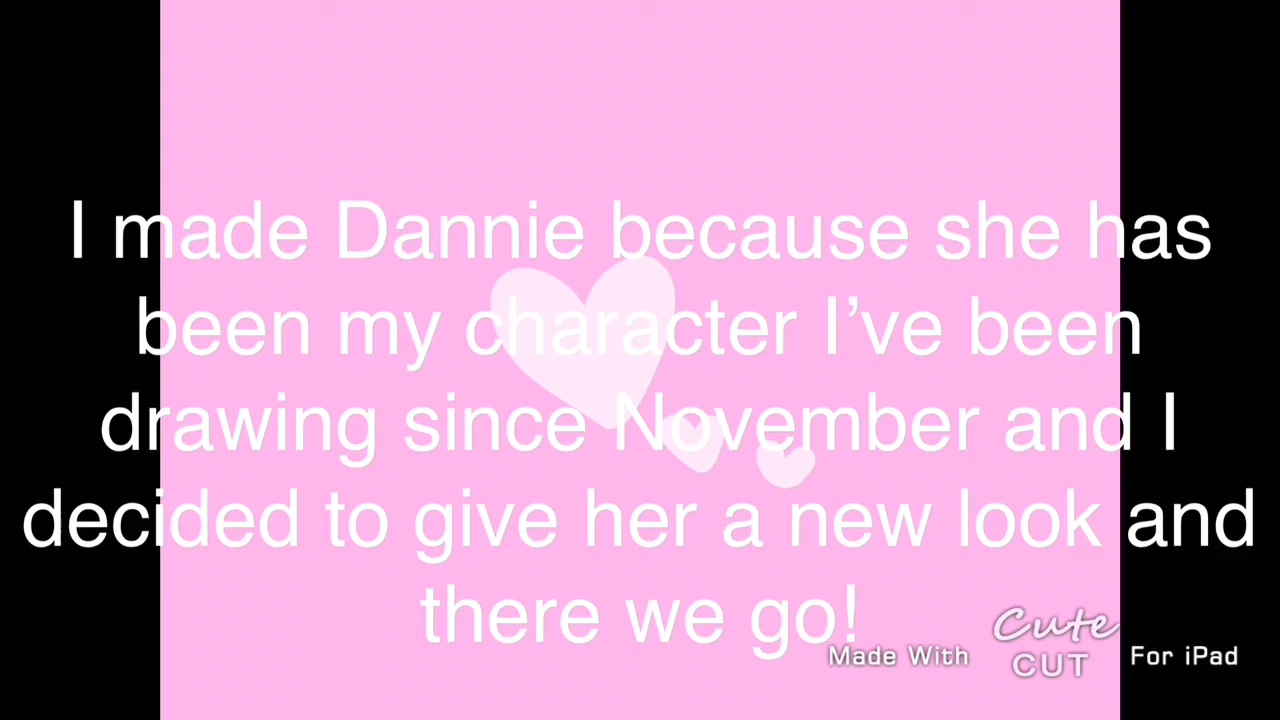 I made Dannie because she has
been my character I’ve been
drawing since November and I
decided to give her a new look and
there we go!
Made With Cute CUT For iPad